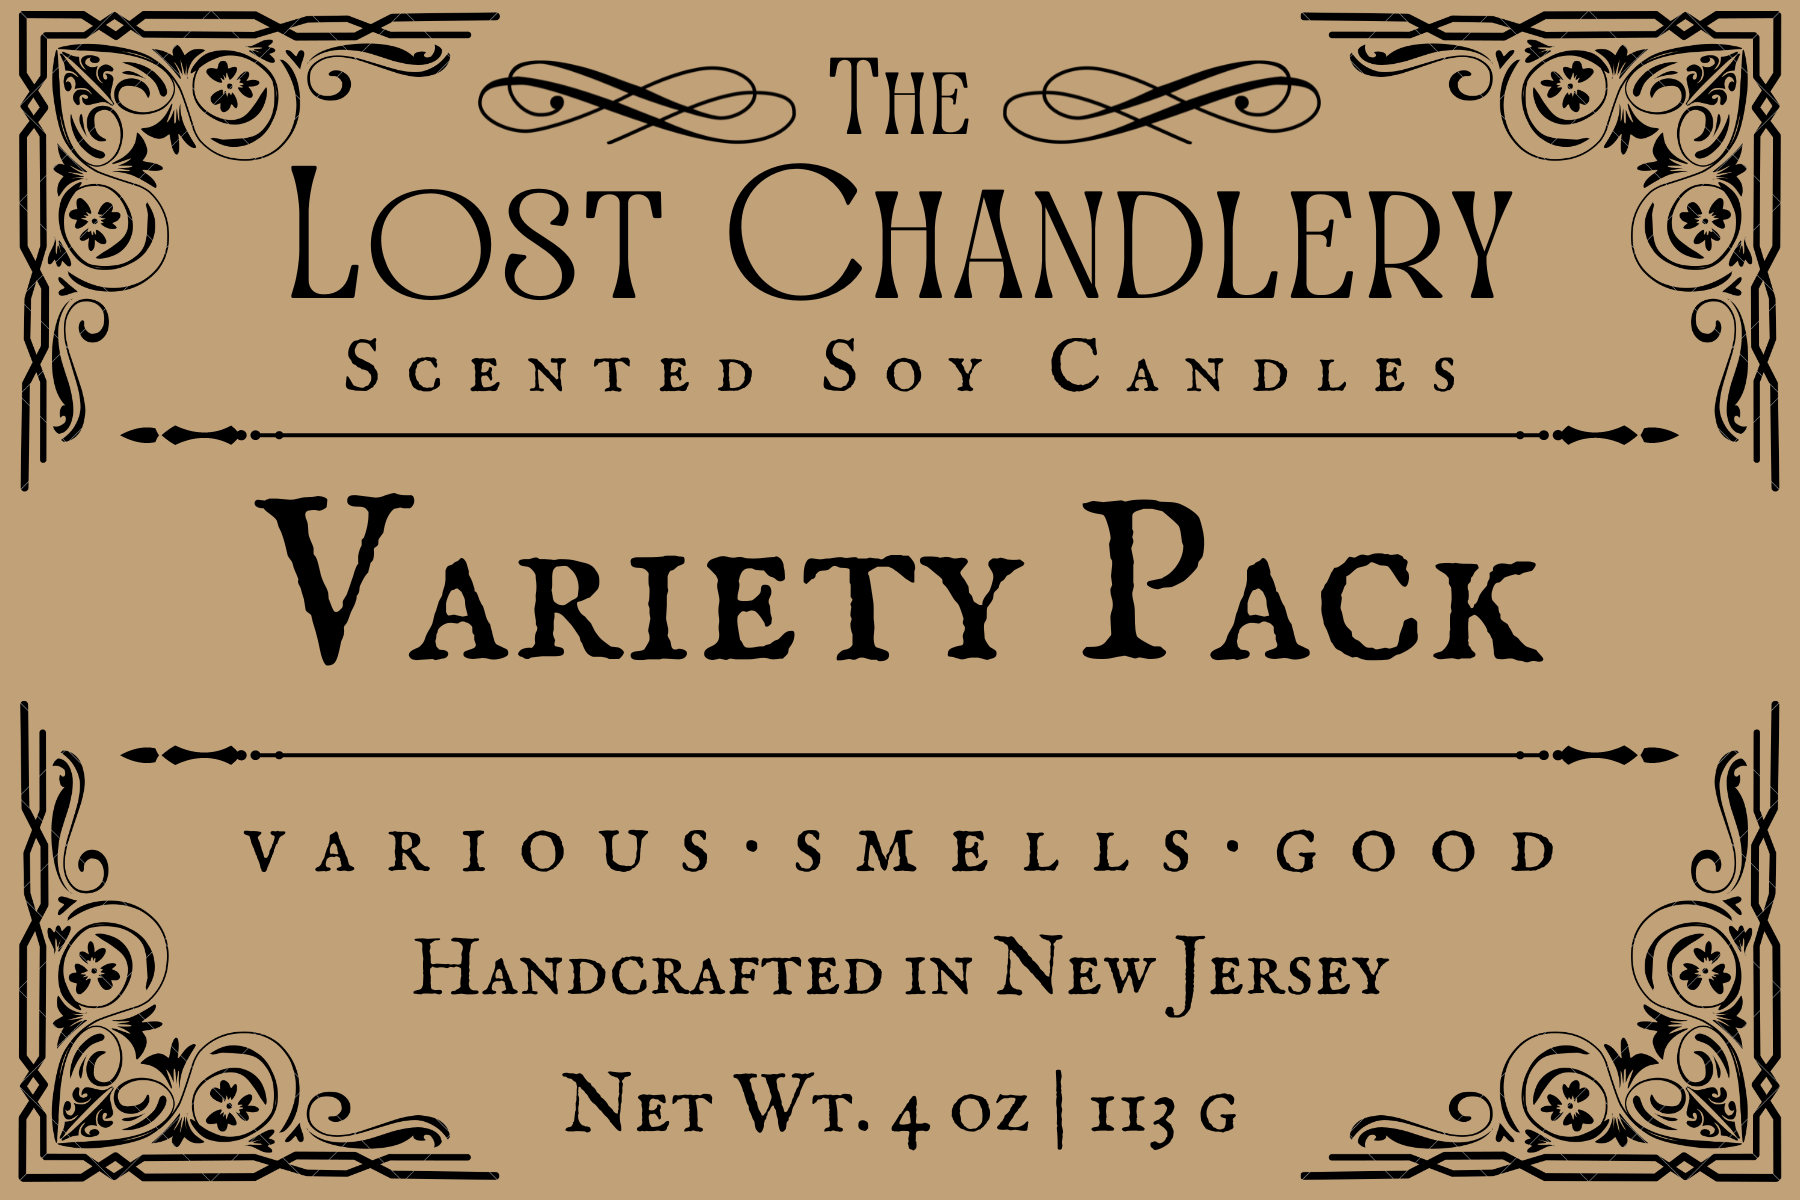 The
Lost Chandlery
Scented Soy Candles
Variety Pack
various·smells·good
Handcrafted in New Jersey
Net Wt. 4 oz | 113 g